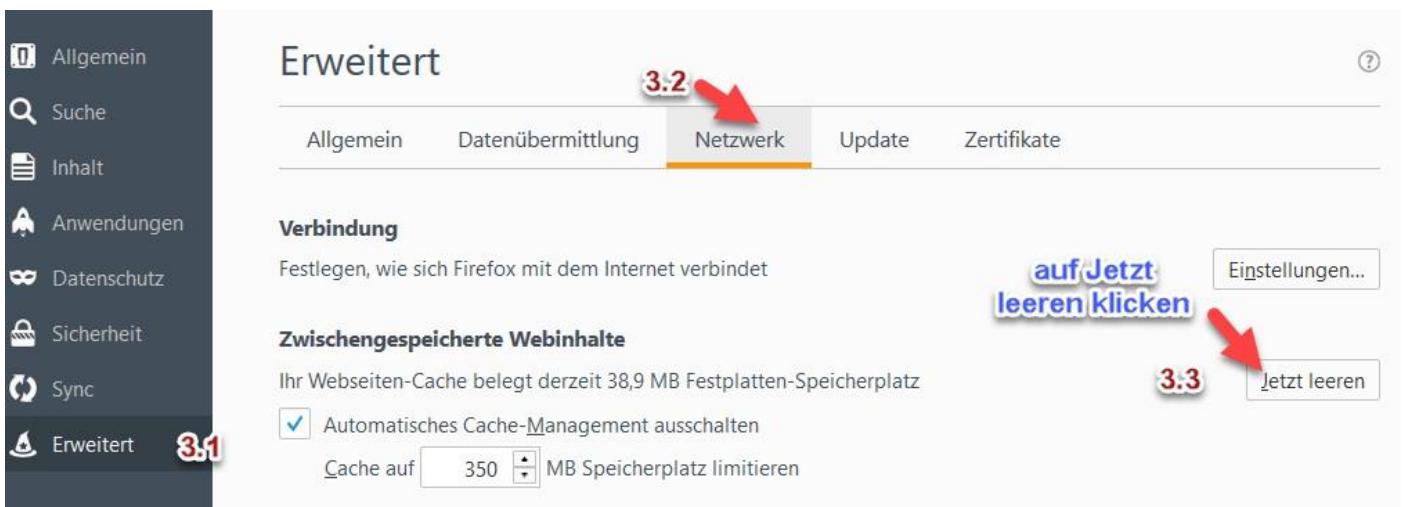 Allgemein
Suche
Inhalt
Anwendungen
Datenschutz
Sicherheit
Sync
Erweitert 3.1
Erweitert
?
3.2
Allgemein Datenübermittlung Netzwerk Update Zertifikate
Verbindung
Festlegen, wie sich Firefox mit dem Internet verbindet
Einstellungen...
auf Jetzt
leeren klicken
Zwischengespeicherte Webinhalte
Ihr Webseiten-Cache belegt derzeit 38,9 MB Festplatten-Speicherplatz
3.3
Jetzt leeren
Automatisches Cache-Management ausschalten
Cache auf 350 MB Speicherplatz limitieren